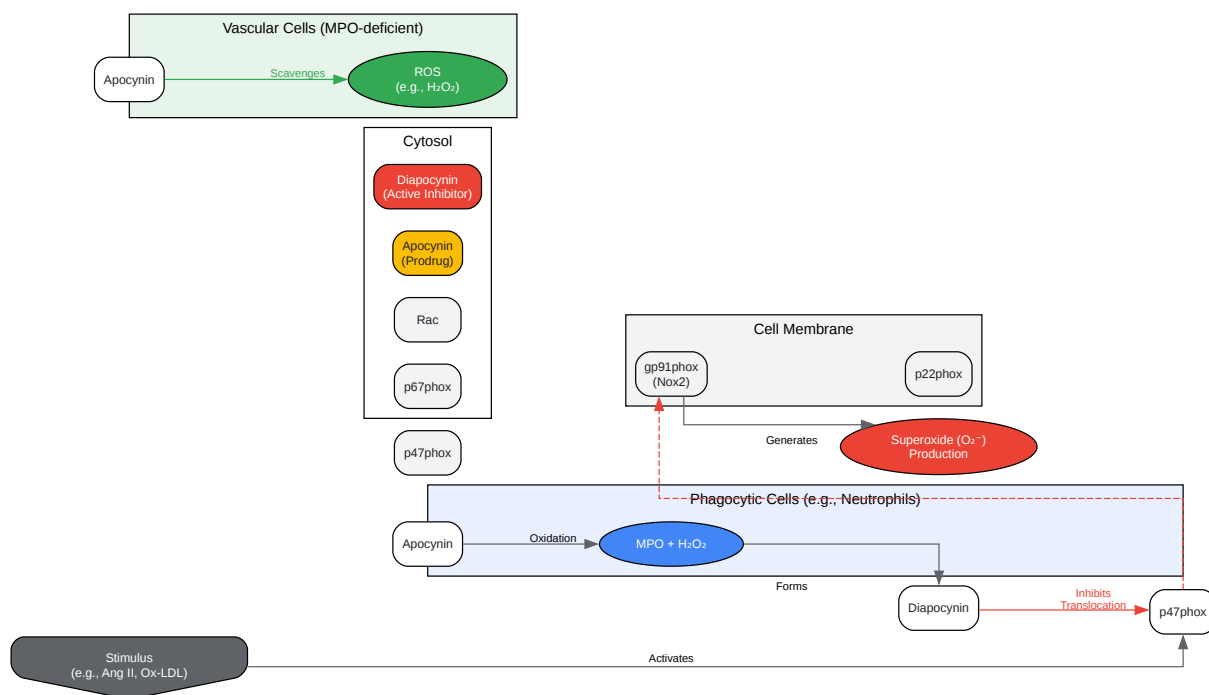 Vascular Cells (MPO-deficient)
Apocynin
Scavenges
ROS
(e.g., H₂O₂)
Cytosol
Diapocynin
(Active Inhibitor)
Apocynin
(Prodrug)
Rac
p67phox
p47phox
Cell Membrane
gp91phox
(Nox2)
p22phox
Generates
Superoxide (O₂⁻)
Production
Phagocytic Cells (e.g., Neutrophils)
Apocynin
Oxidation
MPO + H₂O₂
Forms
Diapocynin
Inhibits
Translocation
p47phox
Stimulus
(e.g., Ang II, Ox-LDL)
Activates